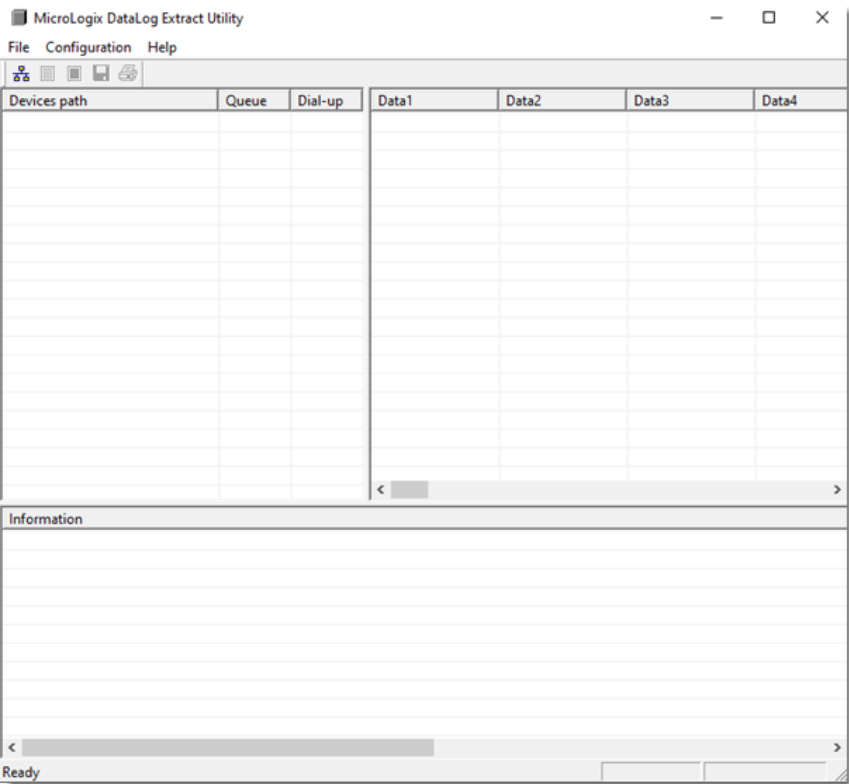 MicroLogix DataLog Extract Utility
File Configuration Help
Devices path Queue Dial-up Data1 Data2 Data3 Data4
Information
Ready